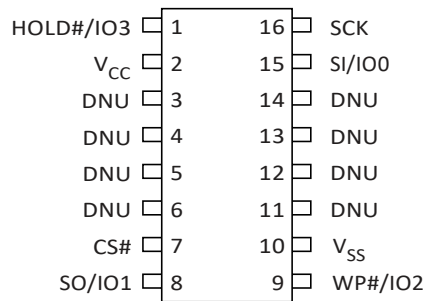 HOLD#/IO3 1 16 SCK
VCC 2 15 SI/IO0
DNU 3 14 DNU
DNU 4 13 DNU
DNU 5 12 DNU
DNU 6 11 DNU
CS# 7 10 VSS
SO/IO1 8 9 WP#/IO2